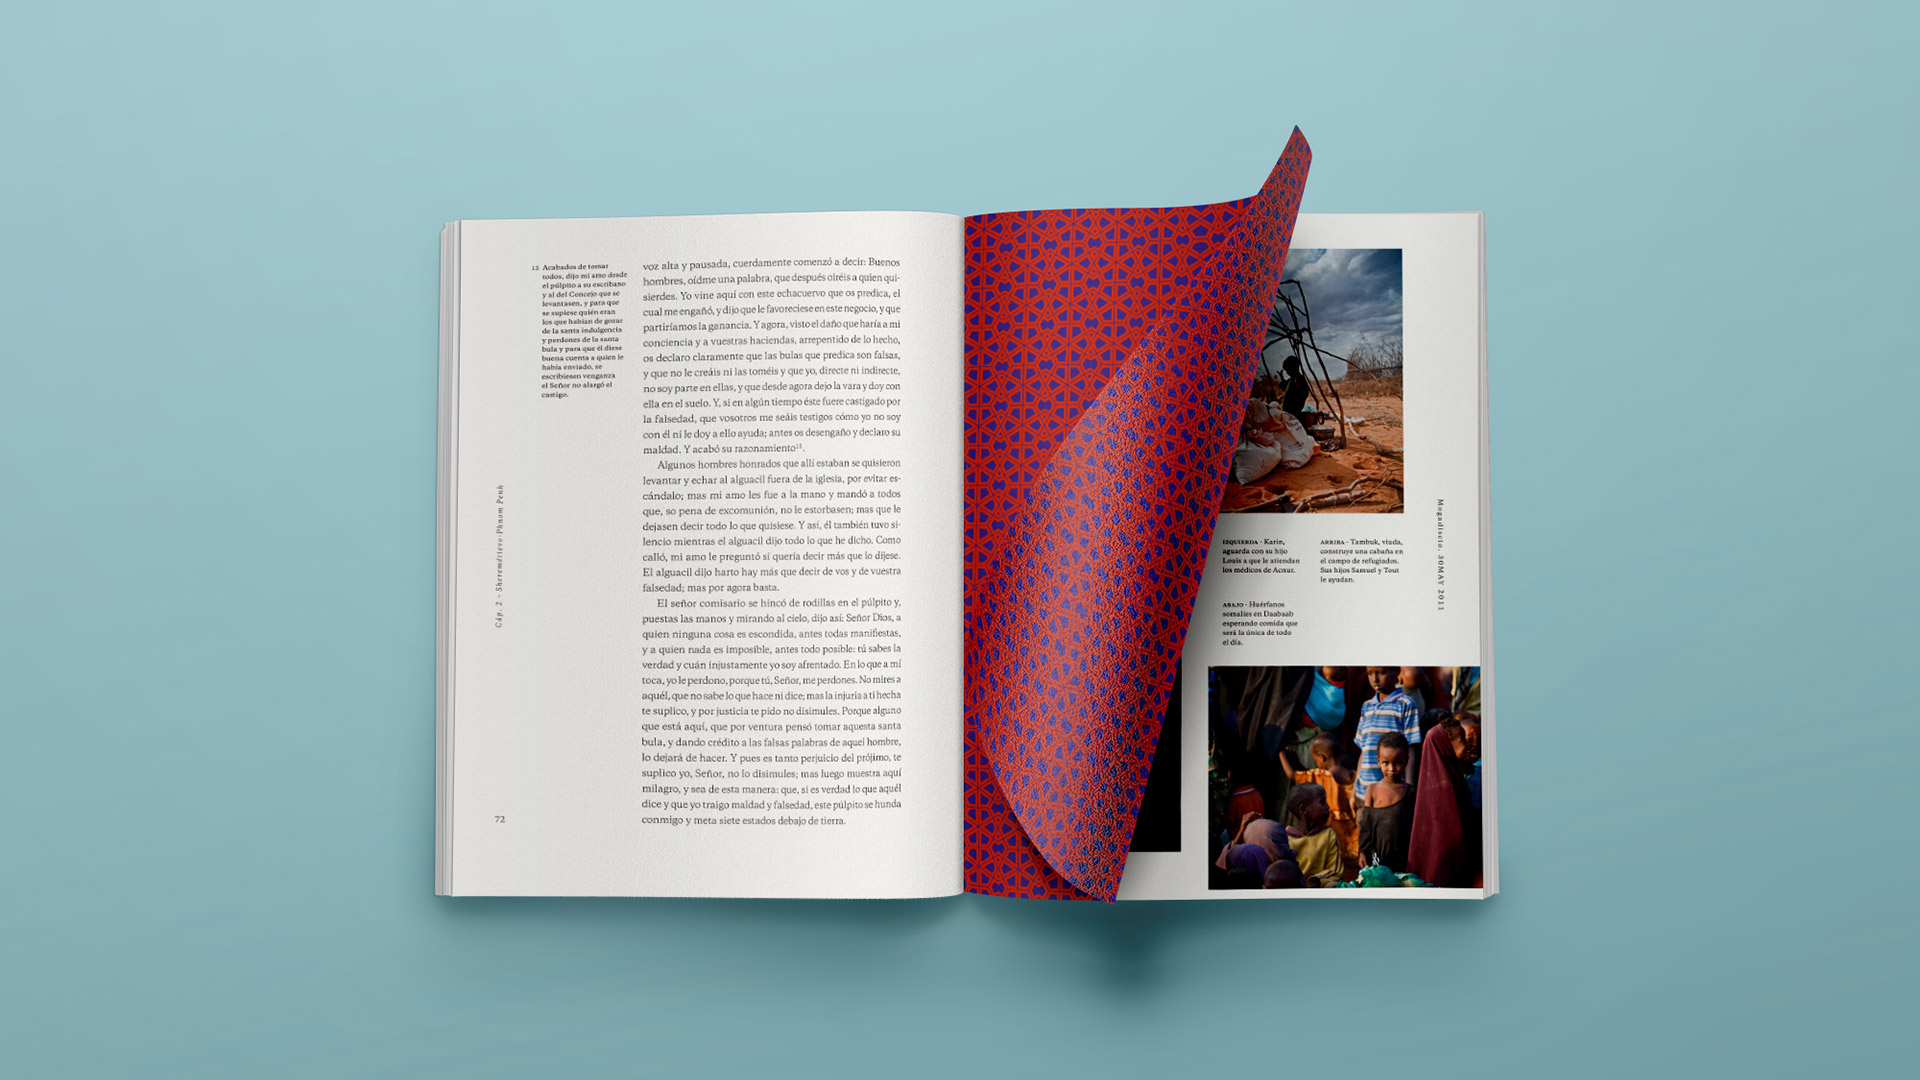 15 Acabados de tomar
todos, dijo mi amo desde
el púlpito a su escribano
y al del Concejo que se
levantasen, y para que
se supiese quién eran
los que habían de gozar
de la santa indulgencia
y perdones de la santa
bula y para que él diese
buena cuenta a quien le
había enviado, se
escribiesen venganza
el Señor no alargó el
castigo.
voz alta y pausada, cuerdamente comenzó a decir: Buenos
hombres, oídme una palabra, que después oiréis a quien qui-
sierdes. Yo vine aquí con este echacuervo que os predica, el
cual me engañó, y dijo que le favoreciese en este negocio, y que
partiríamos la ganancia. Y agora, visto el daño que haría a mi
conciencia y a vuestras haciendas, arrepentido de lo hecho,
os declaro claramente que las bulas que predica son falsas,
y que no le creáis ni las toméis y que yo, directe ni indirecte,
no soy parte en ellas, y que desde agora dejo la vara y doy con
ella en el suelo. Y, si en algún tiempo éste fuere castigado por
la falsedad, que vosotros me seáis testigos cómo yo no soy
con él ni le doy a ello ayuda; antes os desengaño y declaro su
maldad. Y acabó su razonamiento¹⁵.
Algunos hombres honrados que allí estaban se quisieron
levantar y echar al alguacil fuera de la iglesia, por evitar es-
cándalo; mas mi amo les fue a la mano y mandó a todos
que, so pena de excomunión, no le estorbasen; mas que le
dejasen decir todo lo que quisiese. Y así, él también tuvo si-
lencio mientras el alguacil dijo todo lo que he dicho. Como
calló, mi amo le preguntó si quería decir más que lo dijese.
El alguacil dijo harto hay más que decir de vos y de vuestra
falsedad; mas por agora basta.
El señor comisario se hincó de rodillas en el púlpito y,
puestas las manos y mirando al cielo, dijo así: Señor Dios, a
quien ninguna cosa es escondida, antes todas manifiestas,
y a quien nada es imposible, antes todo posible: tú sabes la
verdad y cuán injustamente yo soy afrentado. En lo que a mí
toca, yo le perdono, porque tú, Señor, me perdones. No mires a
aquél, que no sabe lo que hace ni dice; mas la injuria a ti hecha
te suplico, y por justicia te pido no disimules. Porque alguno
que está aquí, que por ventura pensó tomar aquesta santa
bula, y dando crédito a las falsas palabras de aquel hombre,
lo dejará de hacer. Y pues es tanto perjuicio del prójimo, te
suplico yo, Señor, no lo disimules; mas luego muestra aquí
milagro, y sea de esta manera: que, si es verdad lo que aquél
dice y que yo traigo maldad y falsedad, este púlpito se hunda
conmigo y meta siete estados debajo de tierra.
Cáp. 2 - Sheremétievo-Phnom Penh
72
IZQUIERDA - Karin,
aguarda con su hijo
Louis a que le atiendan
los médicos de Acnur.
ARRIBA - Tambuk, viuda,
construye una cabaña en
el campo de refugiados.
Sus hijos Samuel y Tout
le ayudan.
ABAJO - Huérfanos
somalíes en Daabaab
esperando comida que
será la única de todo
el día.
Mogadiscio. 30MAY 2011